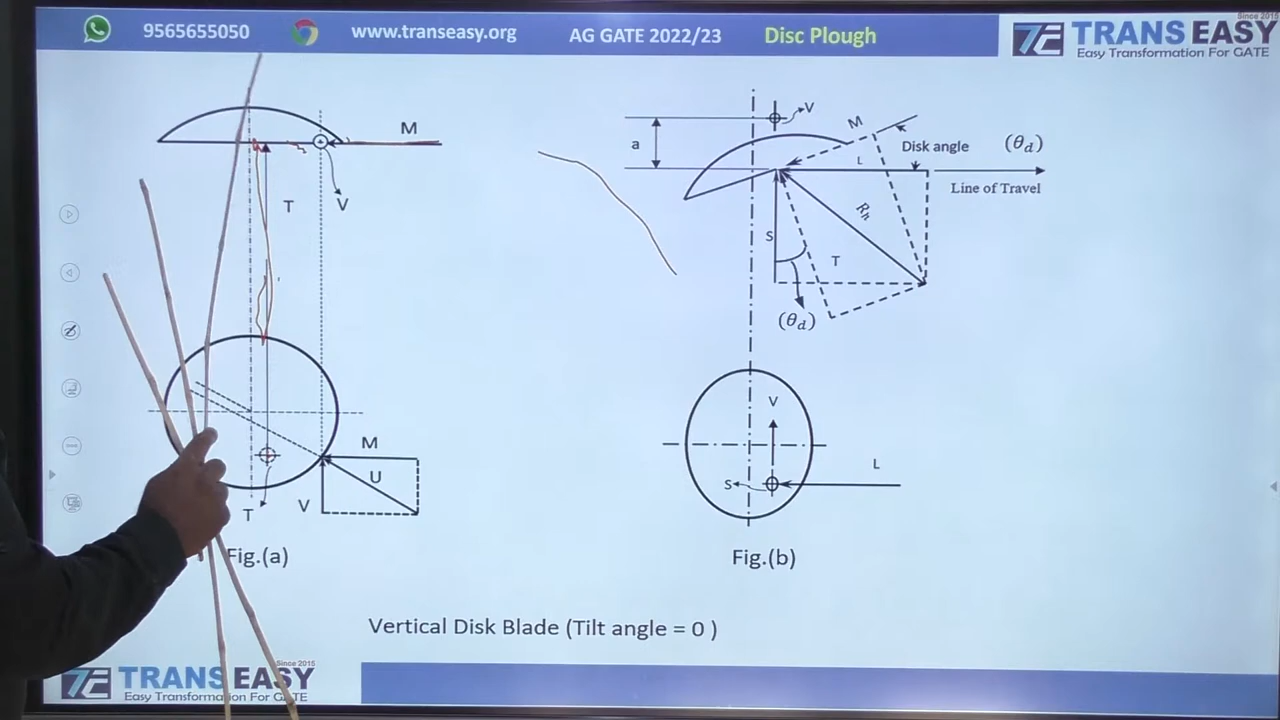 9565655050
www.transeasy.org
AG GATE 2022/23
Disc Plough
Since 2015
TRANS EASY
Easy Transformation For GATE
M
T
V
M
U
V
T
Fig.(a)
V
a
M
Disk angle (θd)
L
Line of Travel
Rh
S
T
(θd)
V
L
S
Fig.(b)
Vertical Disk Blade (Tilt angle = 0 )
Since 2015
TRANS EASY
Easy Transformation For GATE